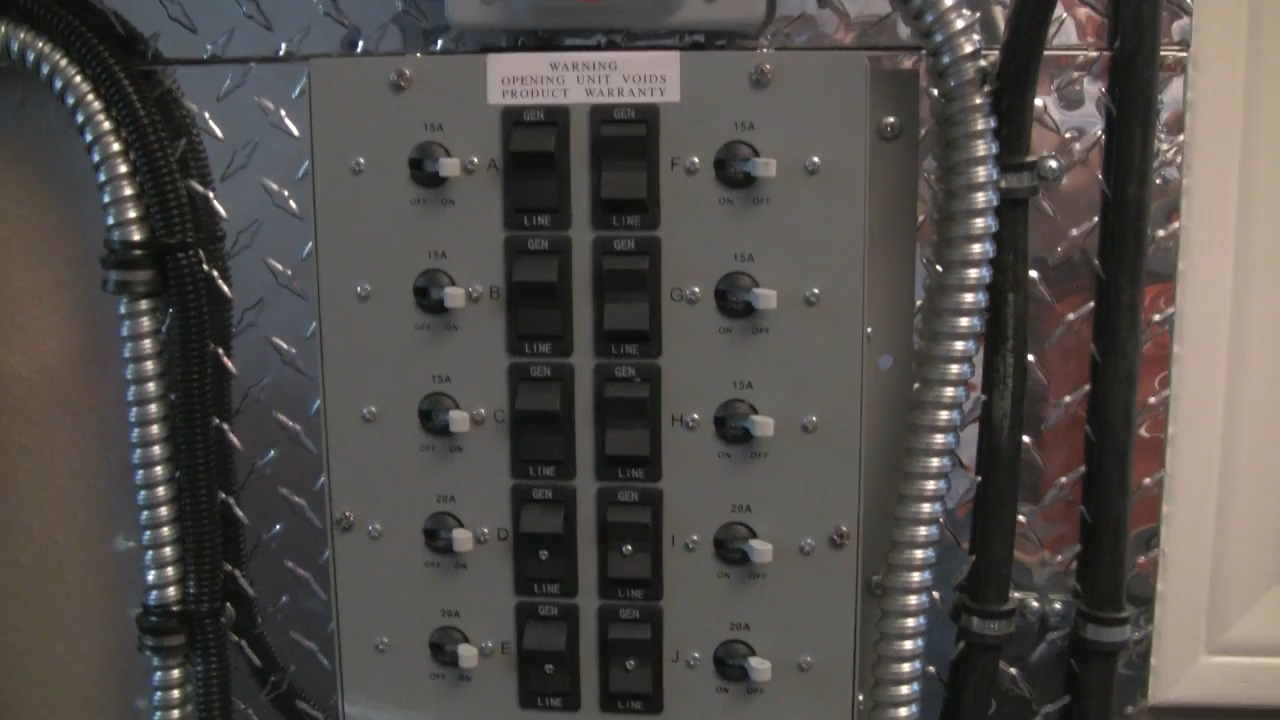 WARNING
OPENING UNIT VOIDS
PRODUCT WARRANTY
15A
A
OFF ON
GEN
LINE
GEN
LINE
15A
F
ON OFF
15A
B
OFF ON
GEN
LINE
GEN
LINE
15A
G
ON OFF
15A
C
OFF ON
GEN
LINE
GEN
LINE
15A
H
ON OFF
20A
D
OFF ON
GEN
LINE
GEN
LINE
20A
I
ON OFF
20A
E
OFF ON
GEN
LINE
GEN
LINE
20A
J
ON OFF